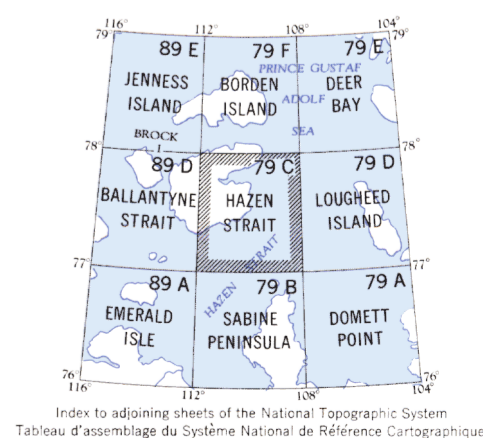 116° 112° 108° 104°
79° 79°
89 E 79 F 79 E
PRINCE GUSTAF
JENNESS BORDEN DEER
ISLAND ISLAND ADOLF BAY
SEA
BROCK
I
78° 78°
89 D 79 C 79 D
BALLANTYNE HAZEN LOUGHEED
STRAIT STRAIT ISLAND
HAZEN STRAIT
77° 77°
89 A 79 B 79 A
EMERALD SABINE DOMETT
ISLE PENINSULA POINT
76° 76°
116° 112° 108° 104°
Index to adjoining sheets of the National Topographic System
Tableau d'assemblage du Système National de Référence Cartographique